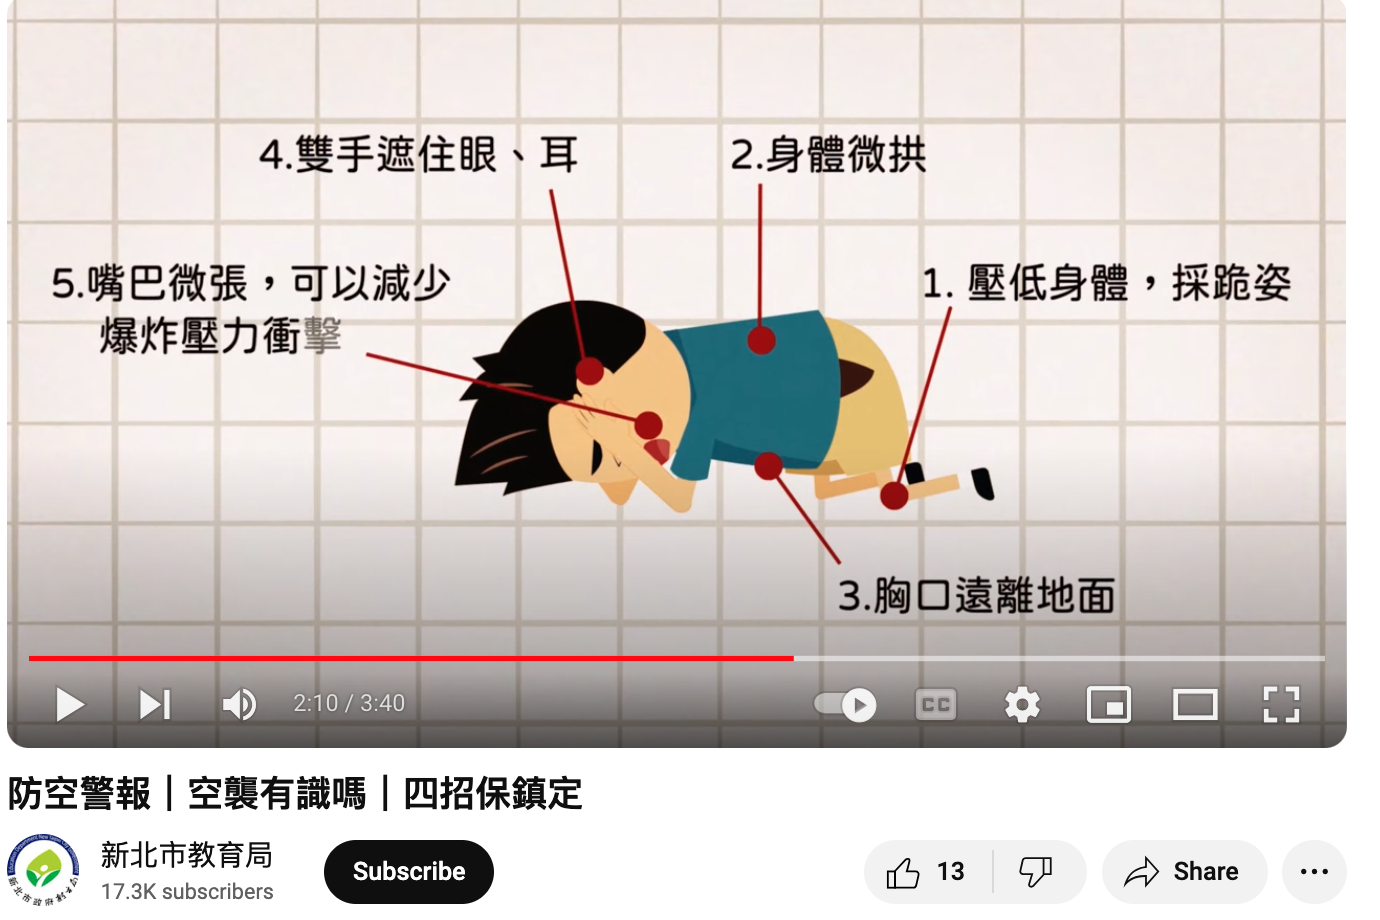 4.雙手遮住眼、耳
2.身體微拱
5.嘴巴微張，可以減少
爆炸壓力衝擊
1. 壓低身體，採跪姿
3.胸口遠離地面
2:10 / 3:40
CC
防空警報｜空襲有識嗎｜四招保鎮定
新北市教育局
17.3K subscribers
Subscribe
13
Share